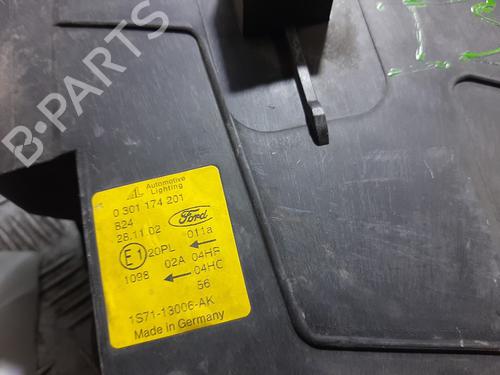 B-PARTS
Automotive
Lighting
0 301 174 201
B24
28.11.02
Ford
E1
20PL
011a
1098
02A 04HF
04HC
56
1S71-13006-AK
Made in Germany